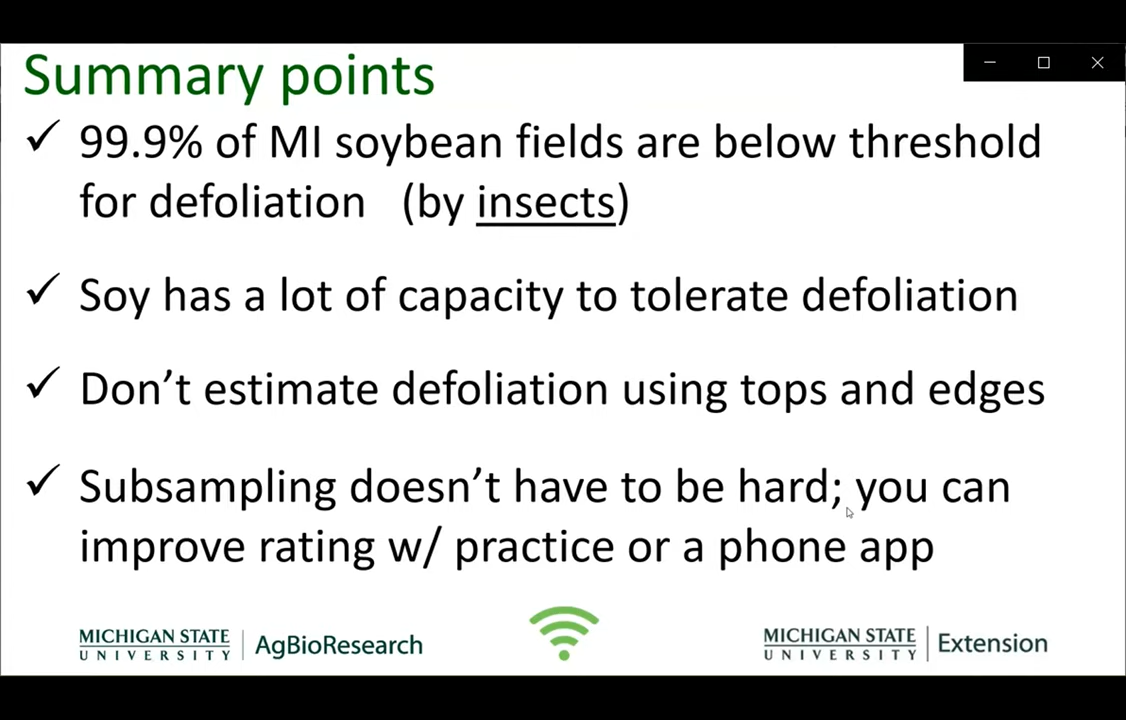 Summary points
✓ 99.9% of MI soybean fields are below threshold
for defoliation (by insects)
✓ Soy has a lot of capacity to tolerate defoliation
✓ Don’t estimate defoliation using tops and edges
✓ Subsampling doesn’t have to be hard; you can
improve rating w/ practice or a phone app
MICHIGAN STATE
UNIVERSITY
AgBioResearch
MICHIGAN STATE
UNIVERSITY
Extension